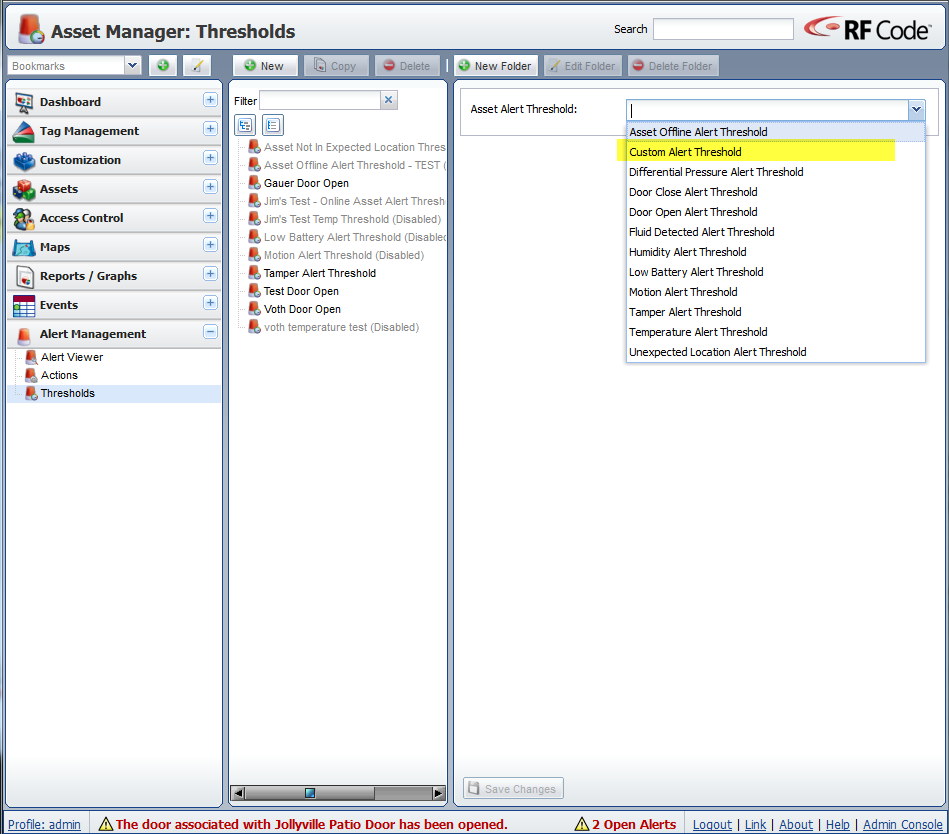 Asset Manager: Thresholds
Search
RF Code
Bookmarks
New
Copy
Delete
New Folder
Edit Folder
Delete Folder
Dashboard
Tag Management
Customization
Assets
Access Control
Maps
Reports / Graphs
Events
Alert Management
Alert Viewer
Actions
Thresholds
Filter
Asset Not In Expected Location Thres
Asset Offline Alert Threshold - TEST (
Gauer Door Open
Jim's Test - Online Asset Alert Thresh
Jim's Test Temp Threshold (Disabled)
Low Battery Alert Threshold (Disabled
Motion Alert Threshold (Disabled)
Tamper Alert Threshold
Test Door Open
Voth Door Open
voth temperature test (Disabled)
Asset Alert Threshold:
Asset Offline Alert Threshold
Custom Alert Threshold
Differential Pressure Alert Threshold
Door Close Alert Threshold
Door Open Alert Threshold
Fluid Detected Alert Threshold
Humidity Alert Threshold
Low Battery Alert Threshold
Motion Alert Threshold
Tamper Alert Threshold
Temperature Alert Threshold
Unexpected Location Alert Threshold
Save Changes
Profile: admin
The door associated with Jollyville Patio Door has been opened.
2 Open Alerts
Logout | Link | About | Help | Admin Console